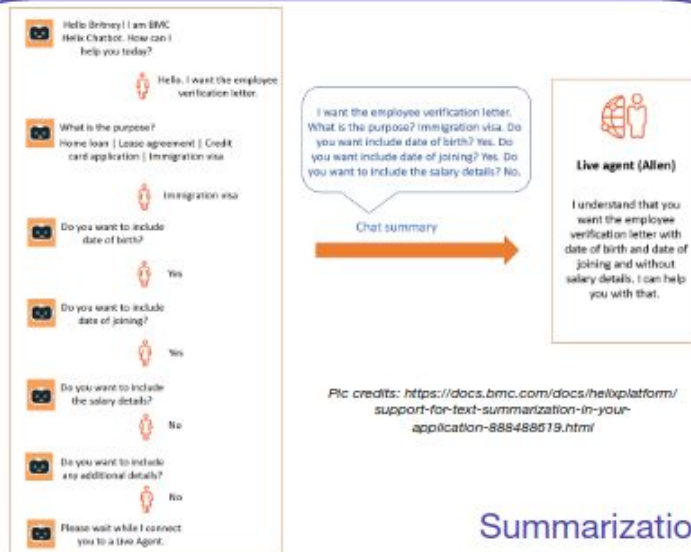 Hello Britney! I am BMC
Helix Chatbot. How can I
help you today?
Hello. I want the employee
verification letter.
What is the purpose?
Home loan | Lease agreement | Credit
card application | Immigration visa
Immigration visa
Do you want to include
date of birth?
Yes
Do you want to include
date of joining?
Yes
Do you want to include
the salary details?
No
Do you want to include
any additional details?
No
Please wait while I connect
you to a Live Agent.
I want the employee verification letter.
What is the purpose? Immigration visa. Do
you want include date of birth? Yes. Do
you want include date of joining? Yes. Do
you want to include the salary details? No.
Chat summary
Live agent (Allen)
I understand that you
want the employee
verification letter with
date of birth and date of
joining and without
salary details. I can help
you with that.
Pic credits: https://docs.bmc.com/docs/helixplatform/
support-for-text-summarization-in-your-
application-888488619.html
Summarizatio